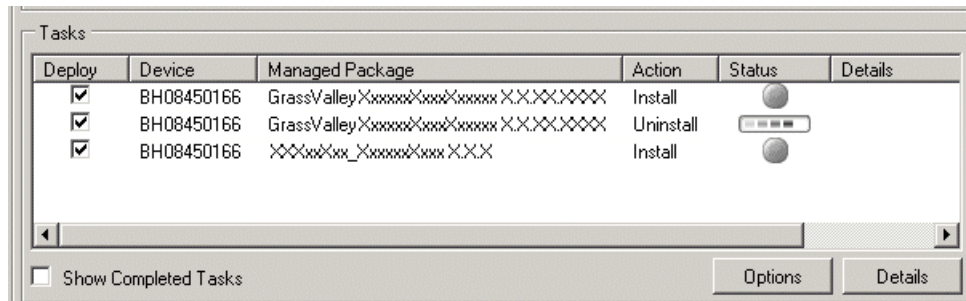 Tasks
Deploy Device Managed Package Action Status Details
BH08450166 GrassValleyXxxxxxXxxxXxxxxx X.X.XX.XXXX Install
BH08450166 GrassValleyXxxxxxXxxxXxxxxx X.X.XX.XXXX Uninstall
BH08450166 XXXxxXxx_XxxxxxXxxx X.X.X Install
Show Completed Tasks Options Details